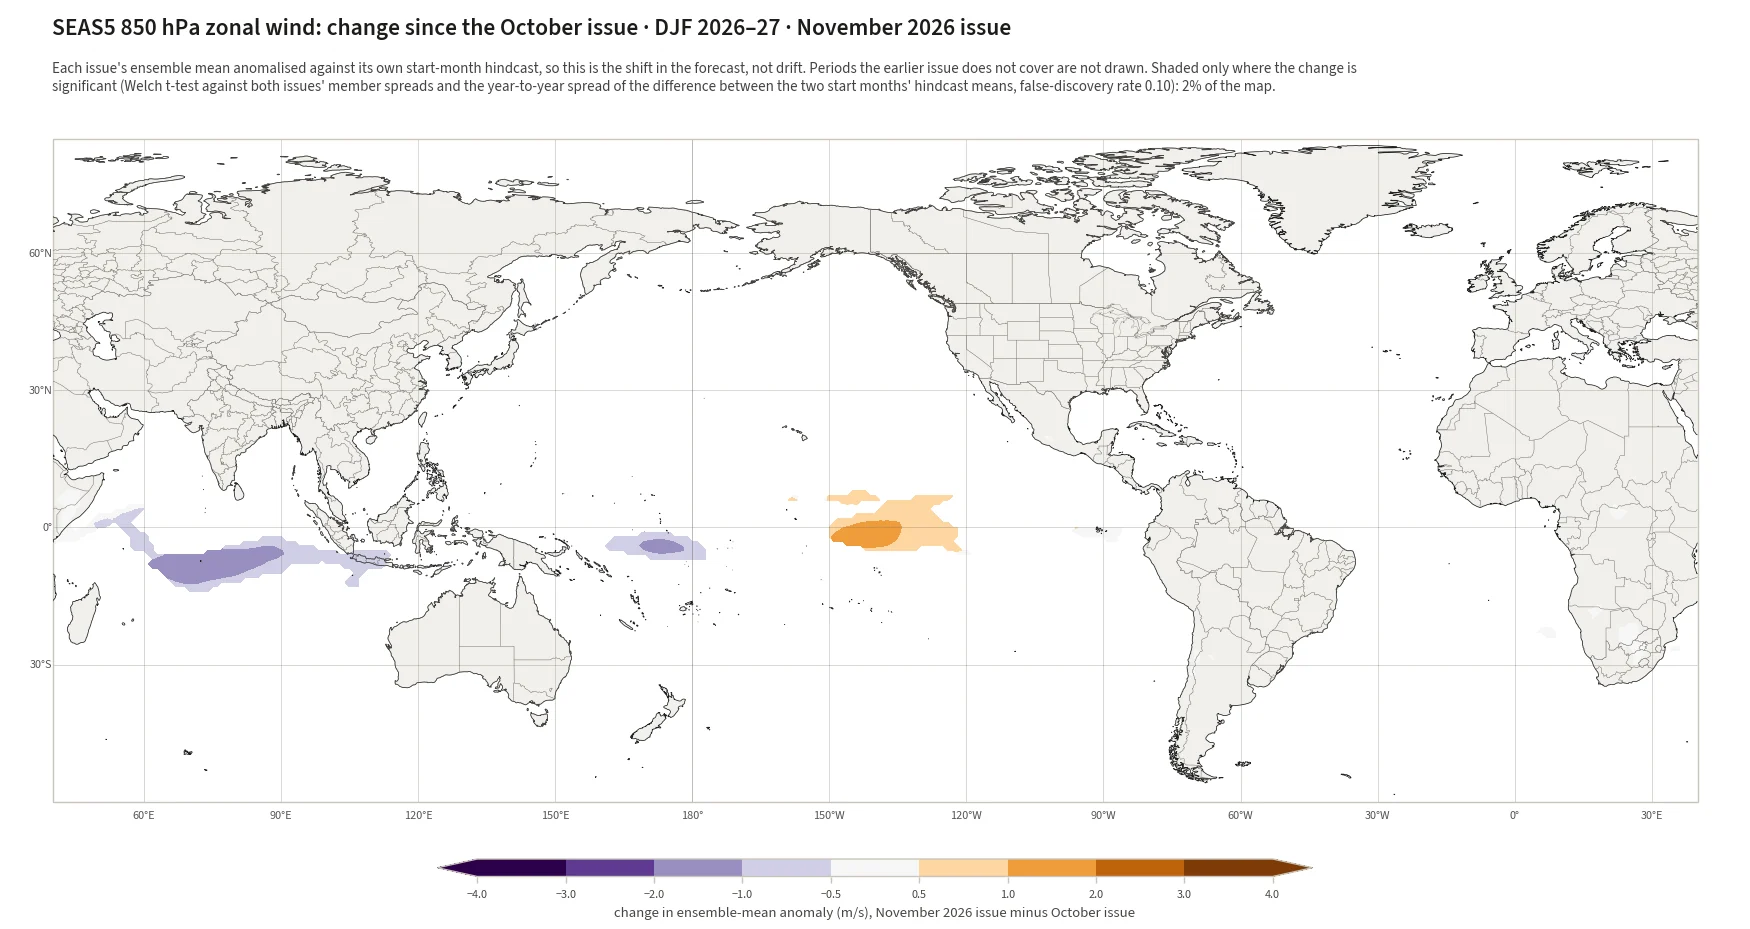 SEAS5 850 hPa zonal wind: change since the October issue · DJF 2026–27 · November 2026 issue
Each issue's ensemble mean anomalised against its own start-month hindcast, so this is the shift in the forecast, not drift. Periods the earlier issue does not cover are not drawn. Shaded only where the change is
significant (Welch t-test against both issues' member spreads and the year-to-year spread of the difference between the two start months' hindcast means, false-discovery rate 0.10): 2% of the map.
60°N
30°N
0°
30°S
60°E 90°E 120°E 150°E 180° 150°W 120°W 90°W 60°W 30°W 0° 30°E
−4.0 −3.0 −2.0 −1.0 −0.5 0.5 1.0 2.0 3.0 4.0
change in ensemble-mean anomaly (m/s), November 2026 issue minus October issue